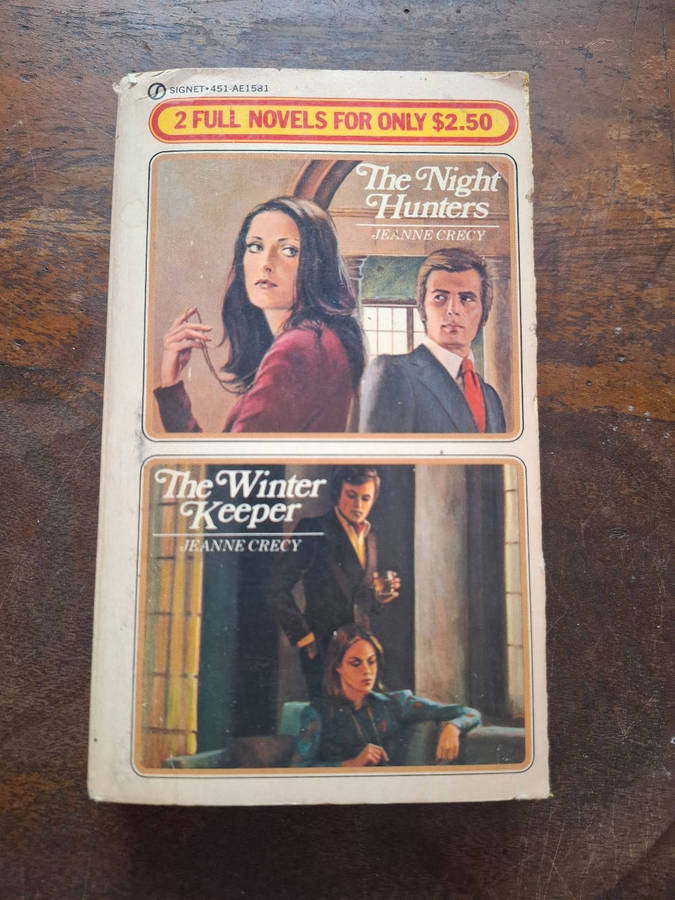 SIGNET•451-AE1581
2 FULL NOVELS FOR ONLY $2.50
The Night
Hunters
JEANNE CRECY
The Winter
Keeper
JEANNE CRECY